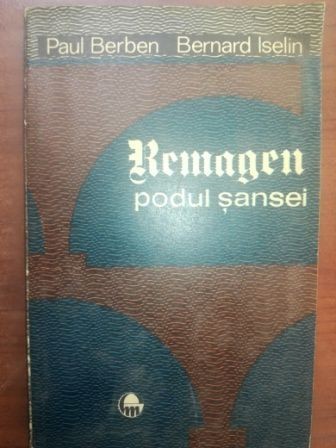 Paul Berben Bernard Iselin
Remagen
podul șansei
m